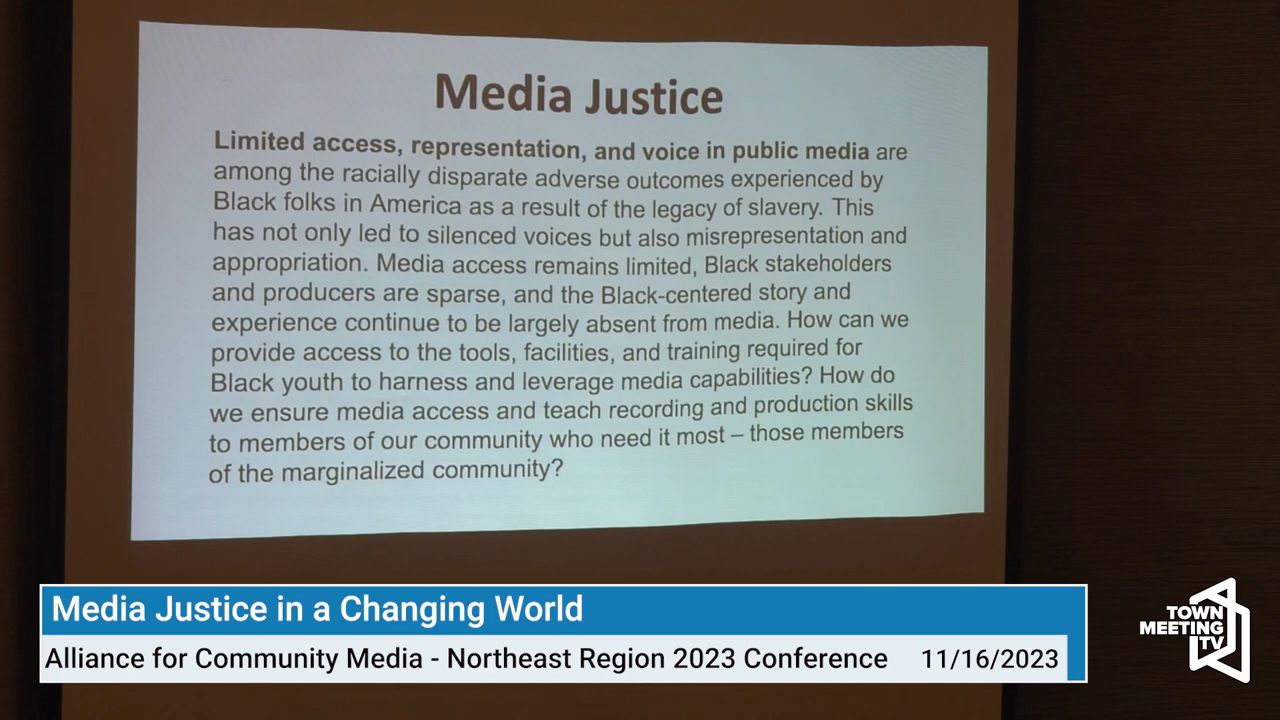 Media Justice
Limited access, representation, and voice in public media are
among the racially disparate adverse outcomes experienced by
Black folks in America as a result of the legacy of slavery. This
has not only led to silenced voices but also misrepresentation and
appropriation. Media access remains limited, Black stakeholders
and producers are sparse, and the Black-centered story and
experience continue to be largely absent from media. How can we
provide access to the tools, facilities, and training required for
Black youth to harness and leverage media capabilities? How do
we ensure media access and teach recording and production skills
to members of our community who need it most – those members
of the marginalized community?
Media Justice in a Changing World
Alliance for Community Media - Northeast Region 2023 Conference 11/16/2023
TOWN
MEETING
TV